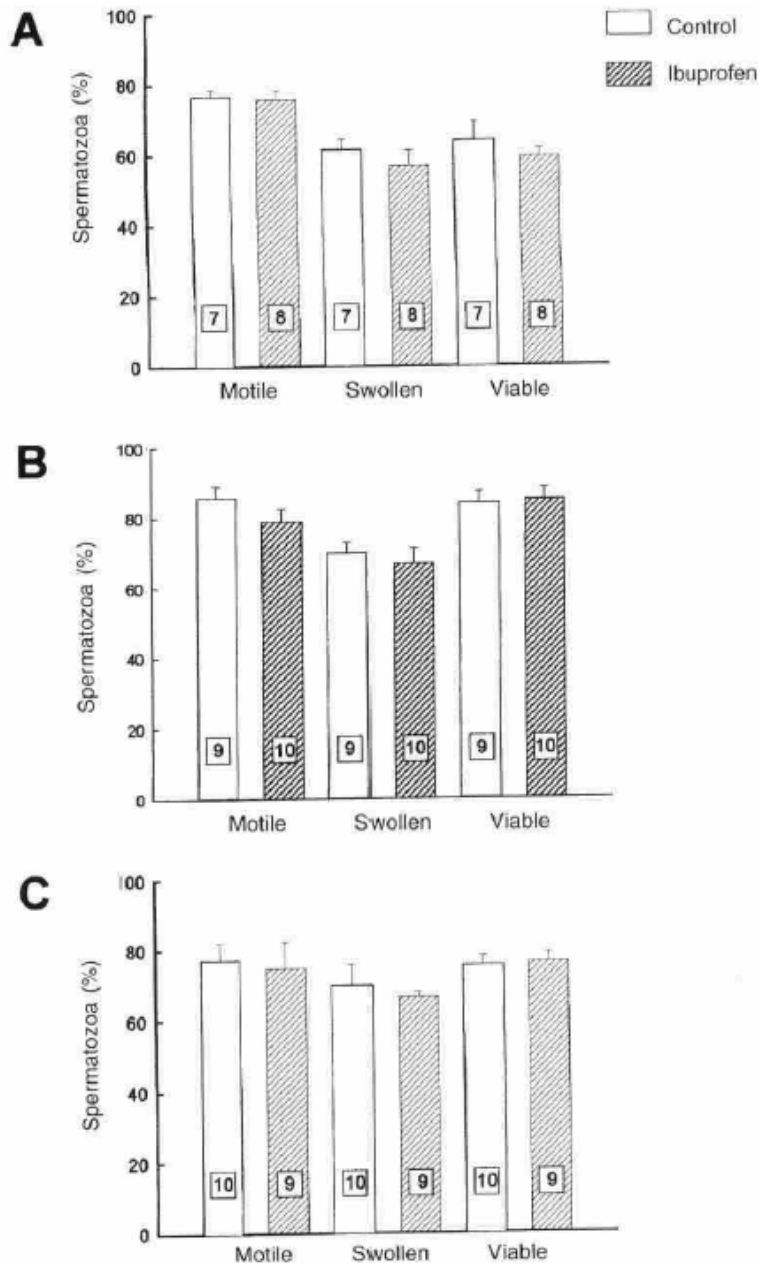 A
Control
Ibuprofen
Spermatozoa (%)
100
80
60
40
20
0
7 8 7 8 7 8
Motile Swollen Viable
B
Spermatozoa (%)
100
80
60
40
20
0
9 10 9 10 9 10
Motile Swollen Viable
C
Spermatozoa (%)
100
80
60
40
20
0
10 9 10 9 10 9
Motile Swollen Viable